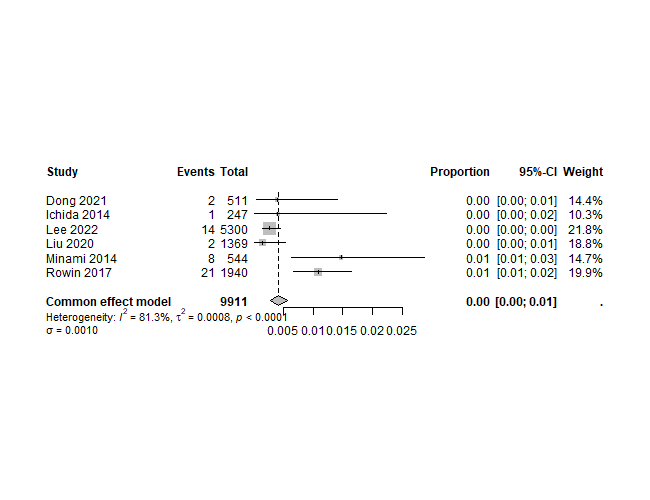 Study Events Total Proportion 95%-CI Weight
Dong 2021 2 511 0.00 [0.00; 0.01] 14.4%
Ichida 2014 1 247 0.00 [0.00; 0.02] 10.3%
Lee 2022 14 5300 0.00 [0.00; 0.00] 21.8%
Liu 2020 2 1369 0.00 [0.00; 0.01] 18.8%
Minami 2014 8 544 0.01 [0.01; 0.03] 14.7%
Rowin 2017 21 1940 0.01 [0.01; 0.02] 19.9%
Common effect model 9911 0.00 [0.00; 0.01] .
Heterogeneity: I² = 81.3%, τ² = 0.0008, p < 0.0001
σ = 0.0010 0.005 0.01 0.015 0.02 0.025